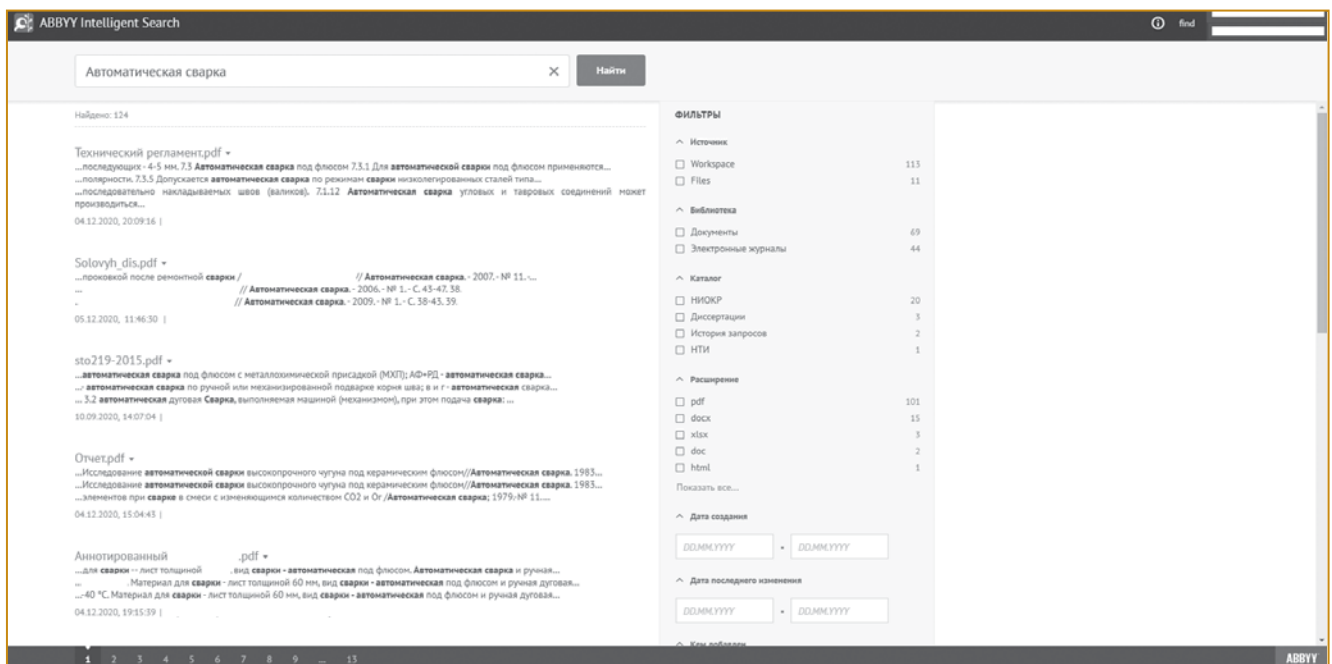 ABBYY Intelligent Search
find
Автоматическая сварка
Найти
Найдено: 124
Технический регламент.pdf
...последующих - 4-5 мм. 7.3 Автоматическая сварка под флюсом 7.3.1 Для автоматической сварки под флюсом применяются...
...полярности. 7.3.5 Допускается автоматическая сварка по режимам сварки низколегированных сталей типа...
...последовательно накладываемых швов (валиков). 7.1.12 Автоматическая сварка угловых и тавровых соединений может
производиться...
04.12.2020, 20:09:16 |
Solovyh_dis.pdf
...проковкой после ремонтной сварки / // Автоматическая сварка. - 2007. - № 11. -...
... // Автоматическая сварка. - 2006. - № 1. - С. 43-47. 38.
. // Автоматическая сварка. - 2009. - № 1. - С. 38-43. 39.
05.12.2020, 11:46:30 |
sto219-2015.pdf
...автоматическая сварка под флюсом с металлохимической присадкой (МХП); АФ+РД - автоматическая сварка...
...- автоматическая сварка по ручной или механизированной подварке корня шва; в и г - автоматическая сварка...
... 3.2 автоматическая дуговая Сварка, выполняемая машиной (механизмом), при этом подача сварка: ...
10.09.2020, 14:07:04 |
Отчет.pdf
...Исследование автоматической сварки высокопрочного чугуна под керамическим флюсом//Автоматическая сварка. 1983...
...Исследование автоматической сварки высокопрочного чугуна под керамическим флюсом//Автоматическая сварка. 1983...
...элементов при сварке в смеси с изменяющимся количеством CO2 и Or /Автоматическая сварка; 1979.-№ 11....
04.12.2020, 15:04:43 |
Аннотированный .pdf
...для сварки -- лист толщиной . вид сварки - автоматическая под флюсом. Автоматическая сварка и ручная...
... . Материал для сварки - лист толщиной 60 мм, вид сварки - автоматическая под флюсом и ручная дуговая...
...-40 °C. Материал для сварки - лист толщиной 60 мм, вид сварки - автоматическая под флюсом и ручная дуговая...
04.12.2020, 19:15:39 |
ФИЛЬТРЫ
Источник
Workspace 113
Files 11
Библиотека
Документы 69
Электронные журналы 44
Каталог
НИОКР 20
Диссертации 3
История запросов 2
НТИ 1
Расширение
pdf 101
docx 15
xlsx 3
doc 2
html 1
Показать все...
Дата создания
DD.MM.YYYY - DD.MM.YYYY
Дата последнего изменения
DD.MM.YYYY - DD.MM.YYYY
Кем добавлен
1 2 3 4 5 6 7 8 9 ... 13
ABBYY